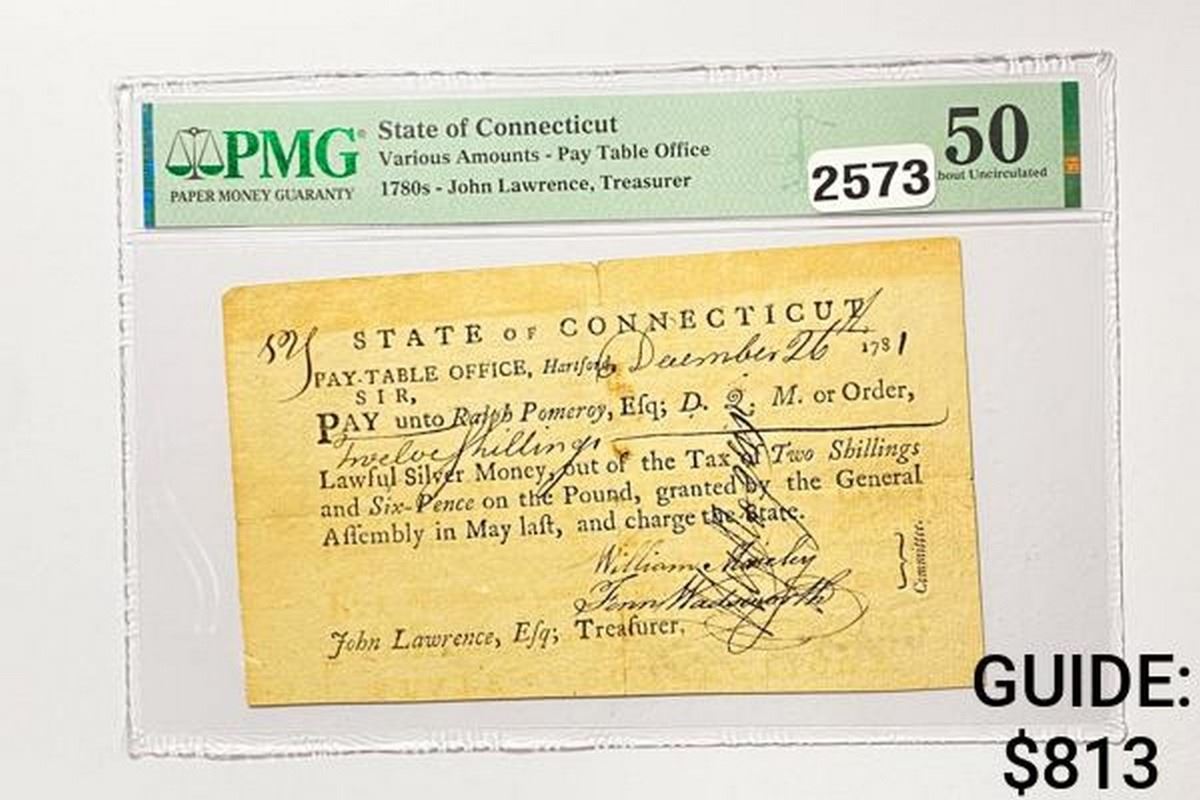 PMG
PAPER MONEY GUARANTY
State of Connecticut
Various Amounts - Pay Table Office
1780s - John Lawrence, Treasurer
2573
50
bout Uncirculated
STATE OF CONNECTICUT
PAY-TABLE OFFICE, Hartford, December 26th 1781
SIR,
PAY unto Ralph Pomeroy, Esq; D. Q. M. or Order,
Twelve Shillings
Lawful Silver Money, out of the Tax of Two Shillings
and Six-Pence on the Pound, granted by the General
Aſſembly in May laſt, and charge the State.
William Moseley
Fenn Wadsworth
Committee.
John Lawrence, Eſq; Treaſurer.
GUIDE:
$813